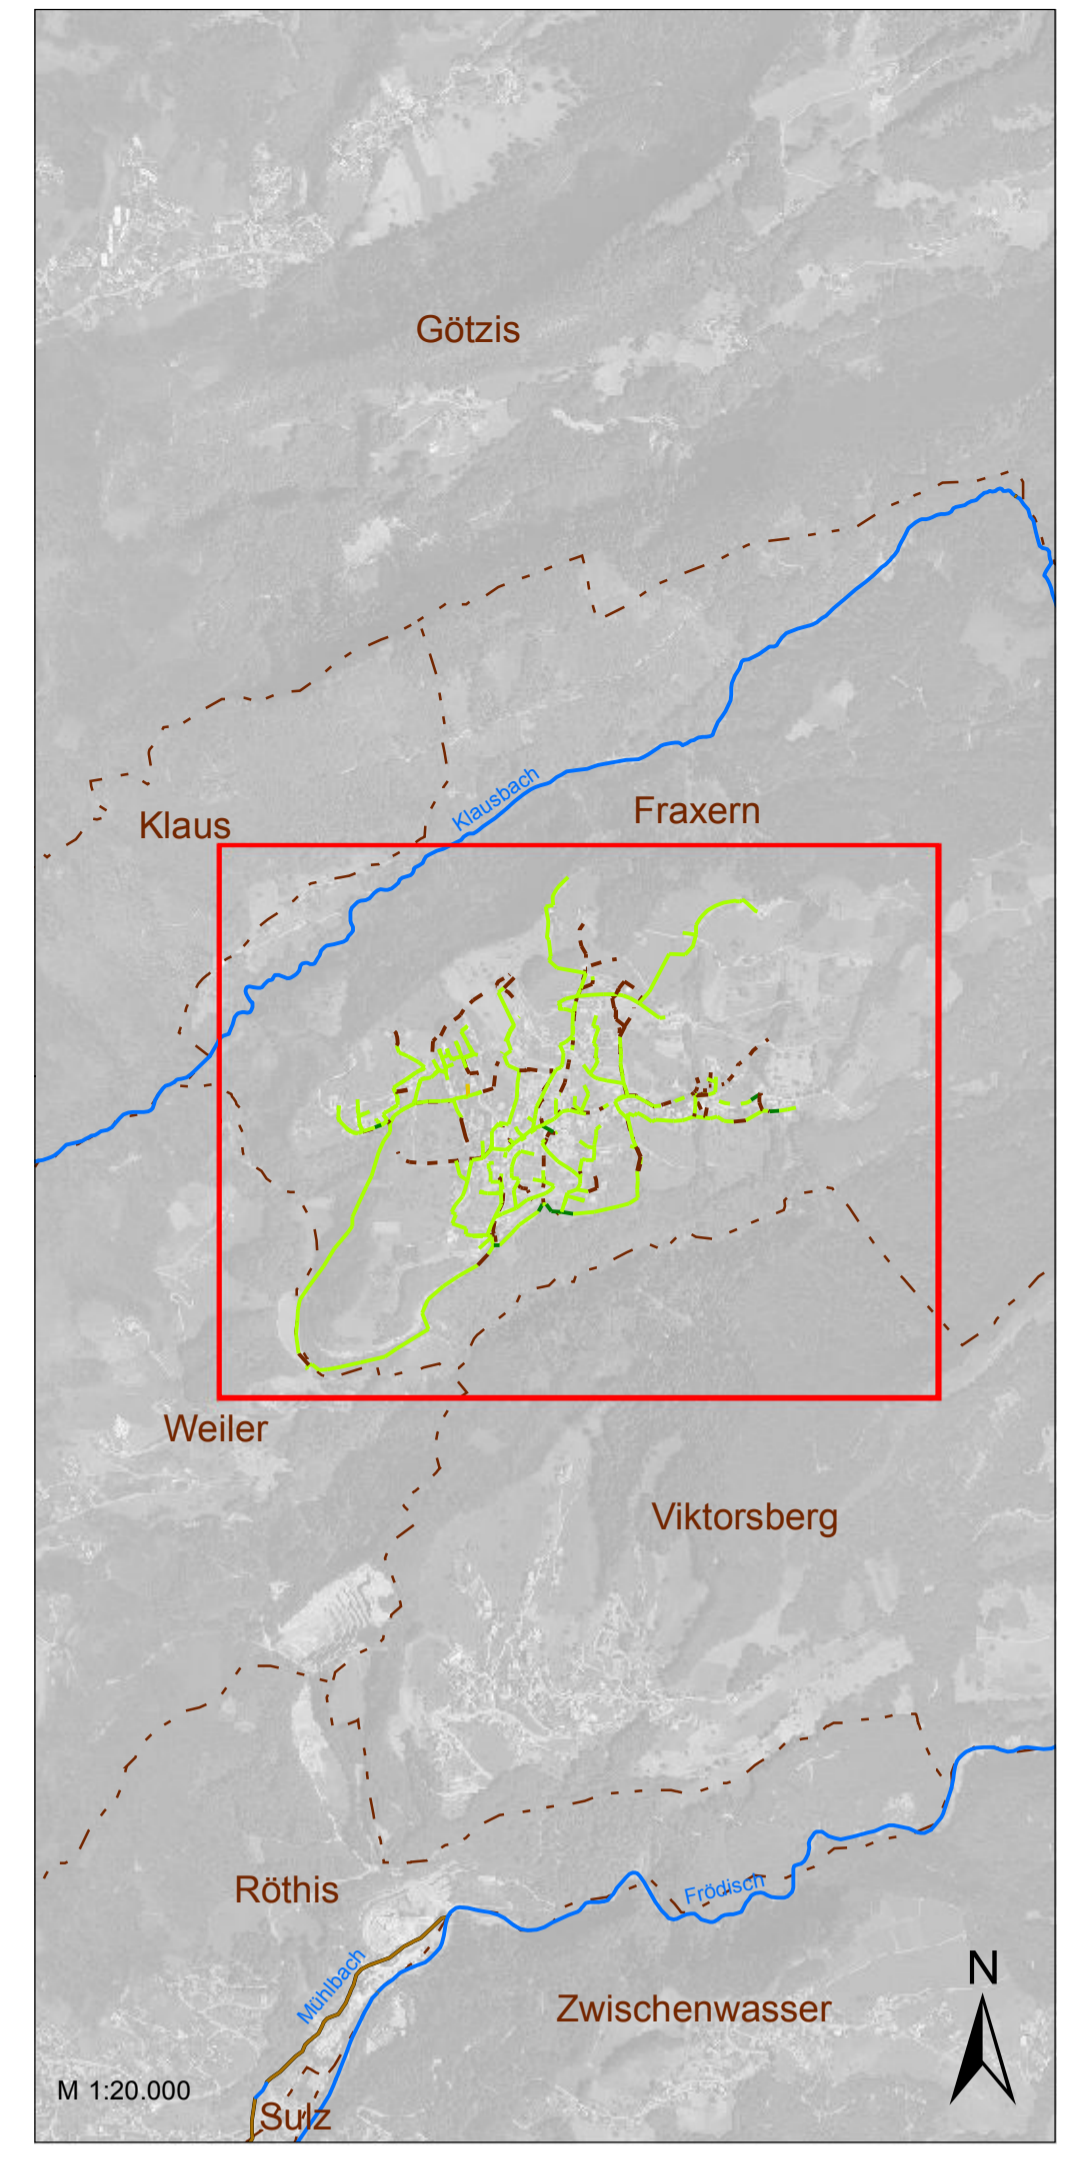 Götzis
Klausbach
Fraxern
Klaus
Weiler
Viktorsberg
Röthis
Frödisch
Mühlbach
N
Zwischenwasser
M 1:20.000
Sulz